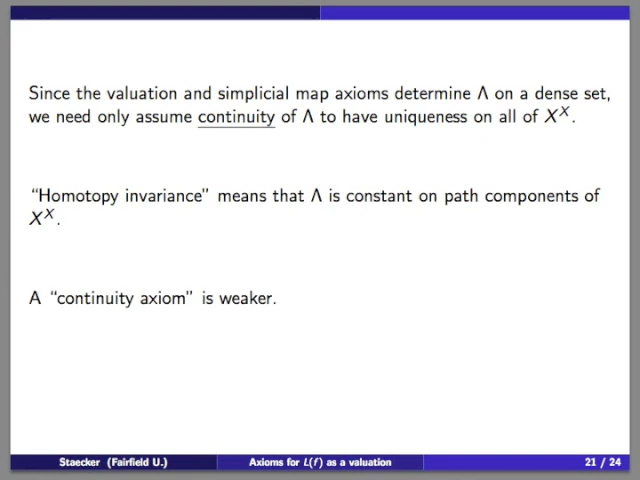 Since the valuation and simplicial map axioms determine Λ on a dense set,
we need only assume continuity of Λ to have uniqueness on all of X^X.
“Homotopy invariance” means that Λ is constant on path components of
X^X.
A “continuity axiom” is weaker.
Staecker (Fairfield U.) Axioms for L(f) as a valuation 21 / 24